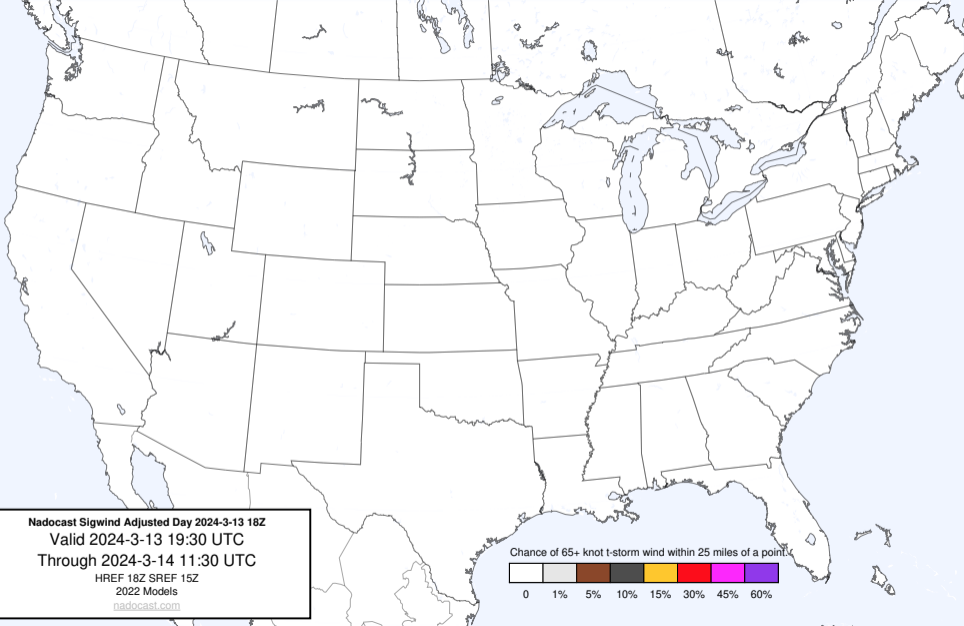 Nadocast Sigwind Adjusted Day 2024-3-13 18Z
Valid 2024-3-13 19:30 UTC
Through 2024-3-14 11:30 UTC
HREF 18Z SREF 15Z
2022 Models
nadocast.com
Chance of 65+ knot t-storm wind within 25 miles of a point.
0 1% 5% 10% 15% 30% 45% 60%